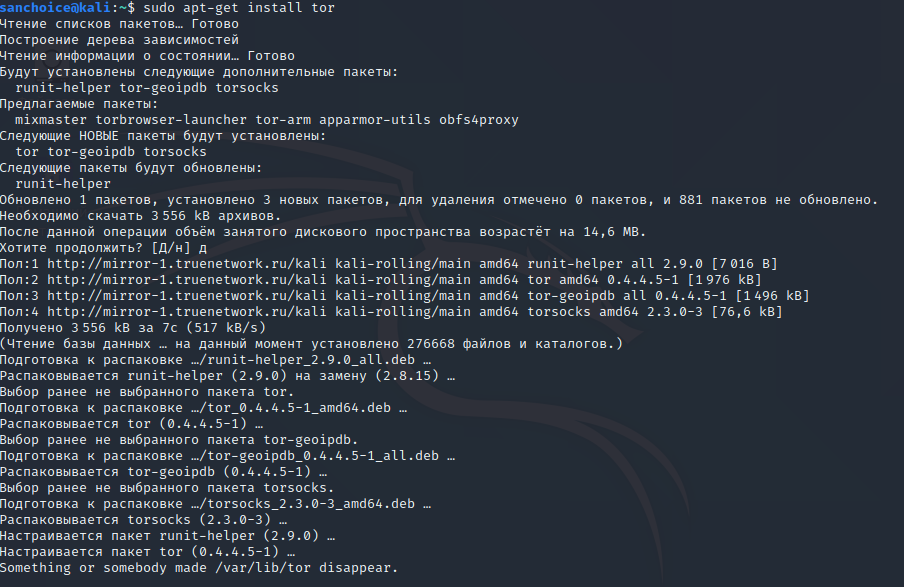 sanchoice@kali:~$ sudo apt-get install tor
Чтение списков пакетов… Готово
Построение дерева зависимостей
Чтение информации о состоянии… Готово
Будут установлены следующие дополнительные пакеты:
  runit-helper tor-geoipdb torsocks
Предлагаемые пакеты:
  mixmaster torbrowser-launcher tor-arm apparmor-utils obfs4proxy
Следующие НОВЫЕ пакеты будут установлены:
  tor tor-geoipdb torsocks
Следующие пакеты будут обновлены:
  runit-helper
Обновлено 1 пакетов, установлено 3 новых пакетов, для удаления отмечено 0 пакетов, и 881 пакетов не обновлено.
Необходимо скачать 3 556 kB архивов.
После данной операции объём занятого дискового пространства возрастёт на 14,6 MB.
Хотите продолжить? [Д/н] д
Пол:1 http://mirror-1.truenetwork.ru/kali kali-rolling/main amd64 runit-helper all 2.9.0 [7 016 B]
Пол:2 http://mirror-1.truenetwork.ru/kali kali-rolling/main amd64 tor amd64 0.4.4.5-1 [1 976 kB]
Пол:3 http://mirror-1.truenetwork.ru/kali kali-rolling/main amd64 tor-geoipdb all 0.4.4.5-1 [1 496 kB]
Пол:4 http://mirror-1.truenetwork.ru/kali kali-rolling/main amd64 torsocks amd64 2.3.0-3 [76,6 kB]
Получено 3 556 kB за 7с (517 kB/s)
(Чтение базы данных … на данный момент установлено 276668 файлов и каталогов.)
Подготовка к распаковке …/runit-helper_2.9.0_all.deb …
Распаковывается runit-helper (2.9.0) на замену (2.8.15) …
Выбор ранее не выбранного пакета tor.
Подготовка к распаковке …/tor_0.4.4.5-1_amd64.deb …
Распаковывается tor (0.4.4.5-1) …
Выбор ранее не выбранного пакета tor-geoipdb.
Подготовка к распаковке …/tor-geoipdb_0.4.4.5-1_all.deb …
Распаковывается tor-geoipdb (0.4.4.5-1) …
Выбор ранее не выбранного пакета torsocks.
Подготовка к распаковке …/torsocks_2.3.0-3_amd64.deb …
Распаковывается torsocks (2.3.0-3) …
Настраивается пакет runit-helper (2.9.0) …
Настраивается пакет tor (0.4.4.5-1) …
Something or somebody made /var/lib/tor disappear.